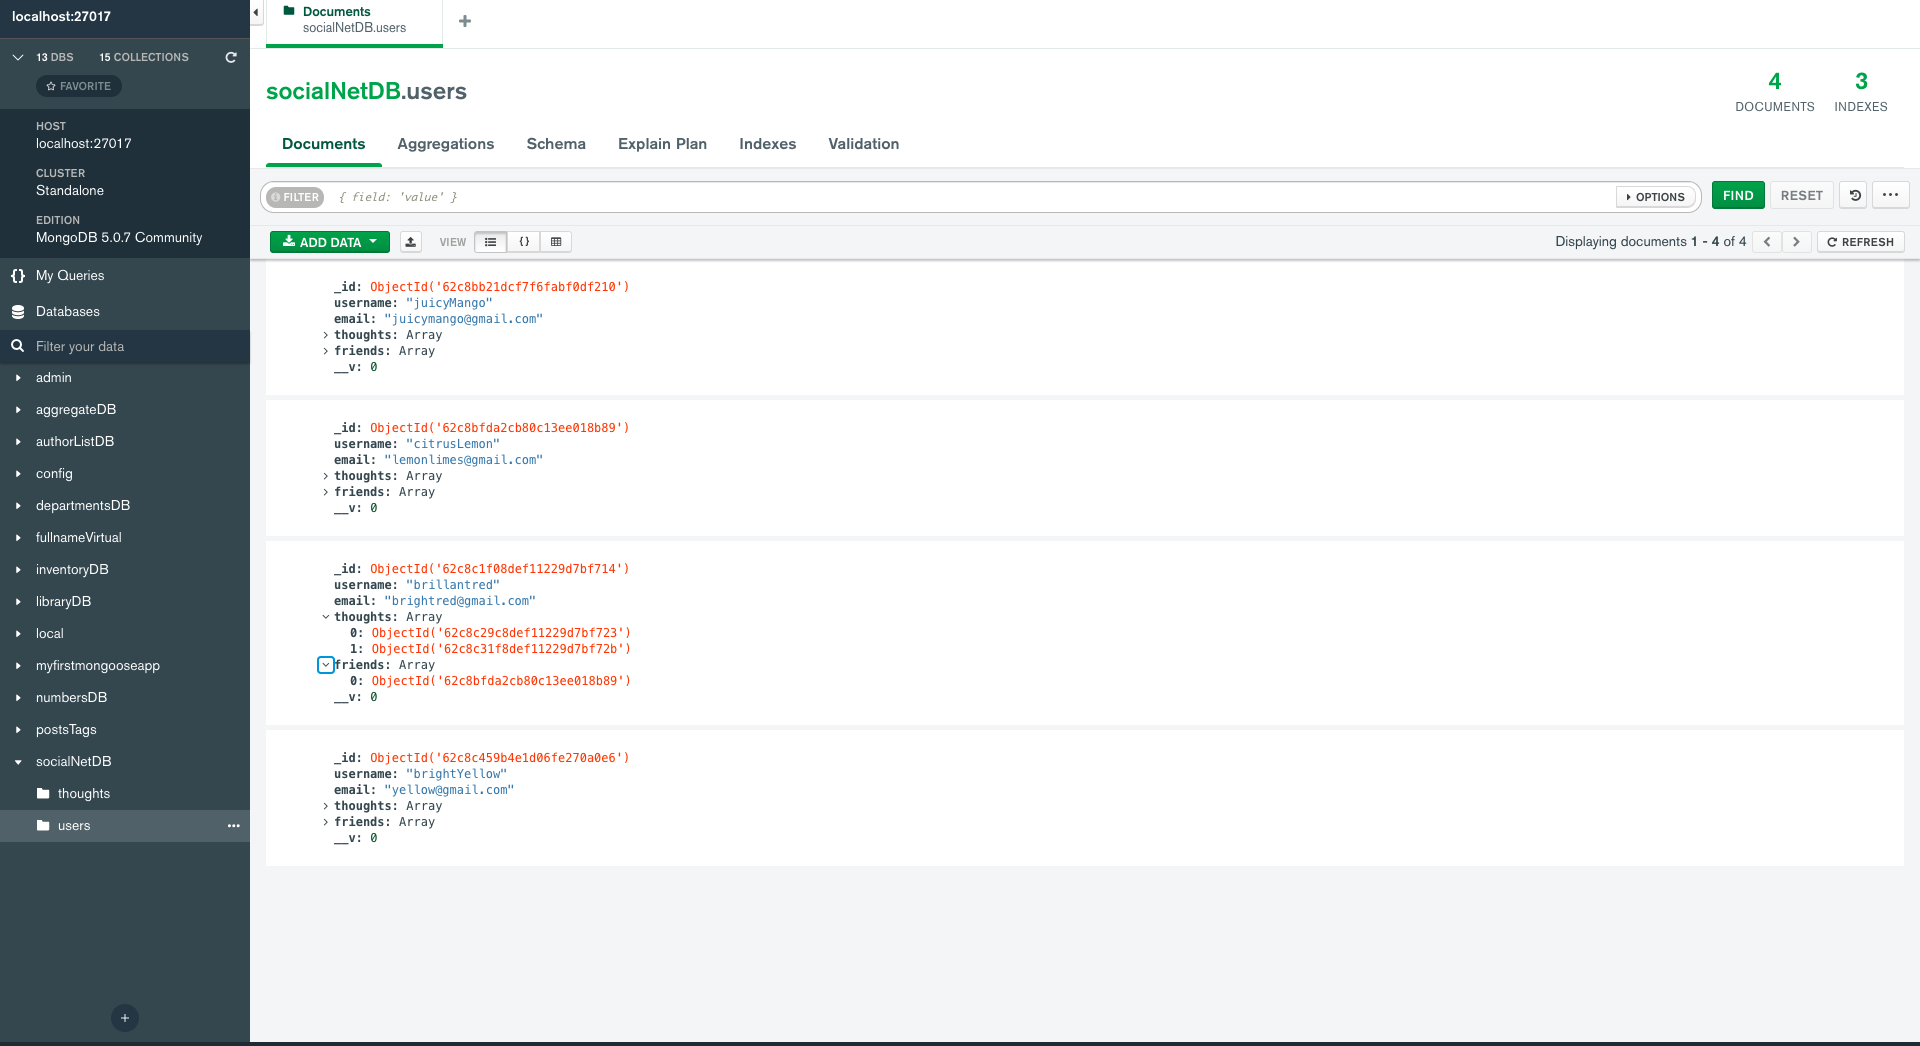 localhost:27017
13 DBS 15 COLLECTIONS
FAVORITE
HOST
localhost:27017
CLUSTER
Standalone
EDITION
MongoDB 5.0.7 Community
{} My Queries
Databases
Filter your data
admin
aggregateDB
authorListDB
config
departmentsDB
fullnameVirtual
inventoryDB
libraryDB
local
myfirstmongooseapp
numbersDB
postsTags
socialNetDB
thoughts
users
Documents
socialNetDB.users
socialNetDB.users
4
DOCUMENTS
3
INDEXES
Documents Aggregations Schema Explain Plan Indexes Validation
FILTER { field: 'value' } OPTIONS FIND RESET
ADD DATA VIEW {} Displaying documents 1 - 4 of 4 REFRESH
_id: ObjectId('62c8bb21dcf7f6fabf0df210')
username: "juicyMango"
email: "juicymango@gmail.com"
thoughts: Array
friends: Array
__v: 0
_id: ObjectId('62c8bfda2cb80c13ee018b89')
username: "citrusLemon"
email: "lemonlimes@gmail.com"
thoughts: Array
friends: Array
__v: 0
_id: ObjectId('62c8c1f08def11229d7bf714')
username: "brillantred"
email: "brightred@gmail.com"
thoughts: Array
0: ObjectId('62c8c29c8def11229d7bf723')
1: ObjectId('62c8c31f8def11229d7bf72b')
friends: Array
0: ObjectId('62c8bfda2cb80c13ee018b89')
__v: 0
_id: ObjectId('62c8c459b4e1d06fe270a0e6')
username: "brightYellow"
email: "yellow@gmail.com"
thoughts: Array
friends: Array
__v: 0